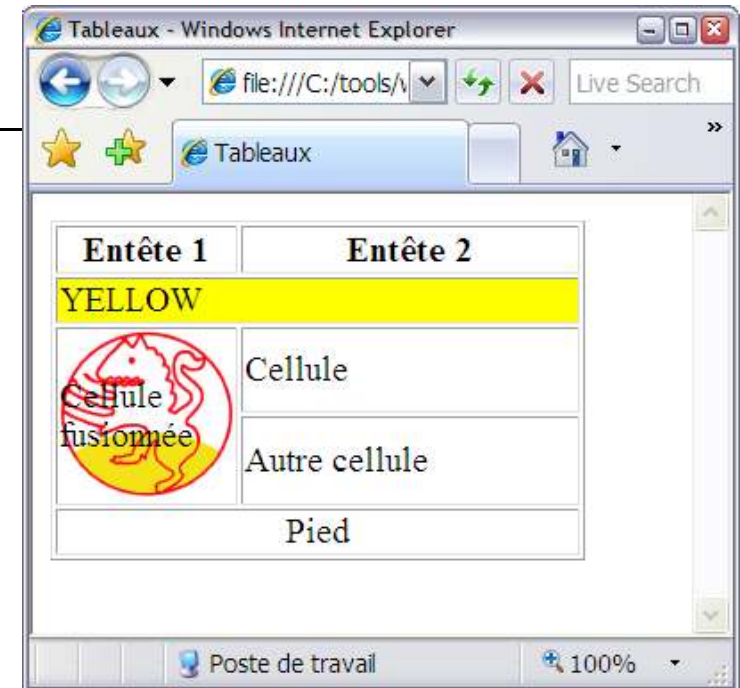 Tableaux - Windows Internet Explorer
file:///C:/tools/v
Live Search
Tableaux
»
Entête 1 Entête 2
YELLOW
Cellule
fusionnée
Cellule
Autre cellule
Pied
Poste de travail 100%